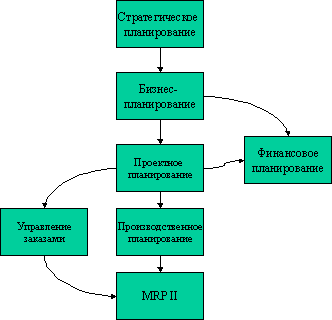 Стратегическое
планирование
Бизнес-
планирование
Финансовое
планирование
Проектное
планирование
Управление
заказами
Производственное
планирование
MRP II